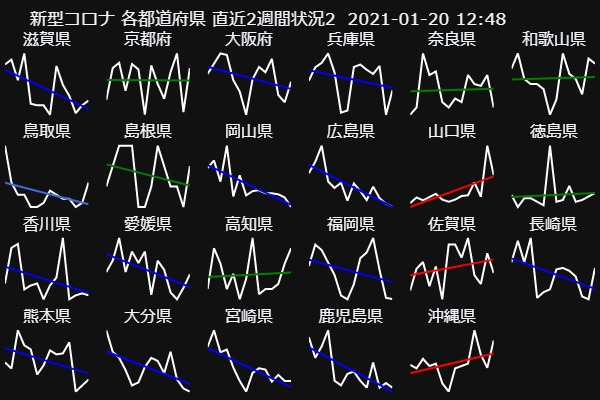 新型コロナ 各都道府県 直近2週間状況2 2021-01-20 12:48
滋賀県 京都府 大阪府 兵庫県 奈良県 和歌山県
鳥取県 島根県 岡山県 広島県 山口県 徳島県
香川県 愛媛県 高知県 福岡県 佐賀県 長崎県
熊本県 大分県 宮崎県 鹿児島県 沖縄県